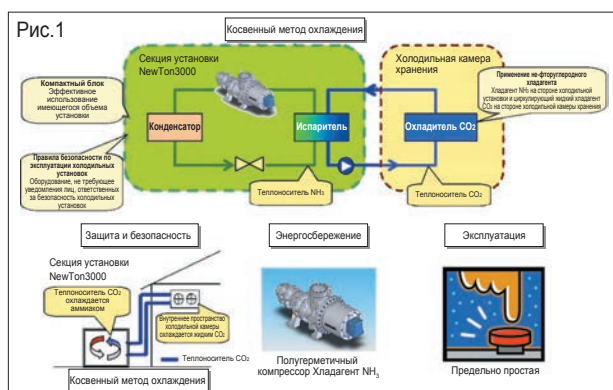 Рис.1
Косвенный метод охлаждения
Секция установки
NewTon3000
Холодильная камера
хранения
Компактный блок
Эффективное
использование
имеющегося объема
установки
Правила безопасности по
эксплуатации холодильных
установок
Оборудование, не требующее
уведомления лиц, ответственных
за безопасность холодильных
установок
Конденсатор
Испаритель
Охладитель CO₂
Применение не-фторуглеродного
хладагента
Хладагент NH₃ на стороне холодильной
установки и циркулирующий жидкий хладагент
CO₂ на стороне холодильной камеры хранения
Теплоноситель NH₃
Теплоноситель CO₂
Защита и безопасность
Секция установки
NewTon3000
Теплоноситель CO₂
охлаждается
аммиаком
Внутреннее пространство
холодильной камеры
охлаждается жидким CO₂
Теплоноситель CO₂
Косвенный метод охлаждения
Энергосбережение
Полугерметичный
компрессор Хладагент NH₃
Эксплуатация
Предельно простая